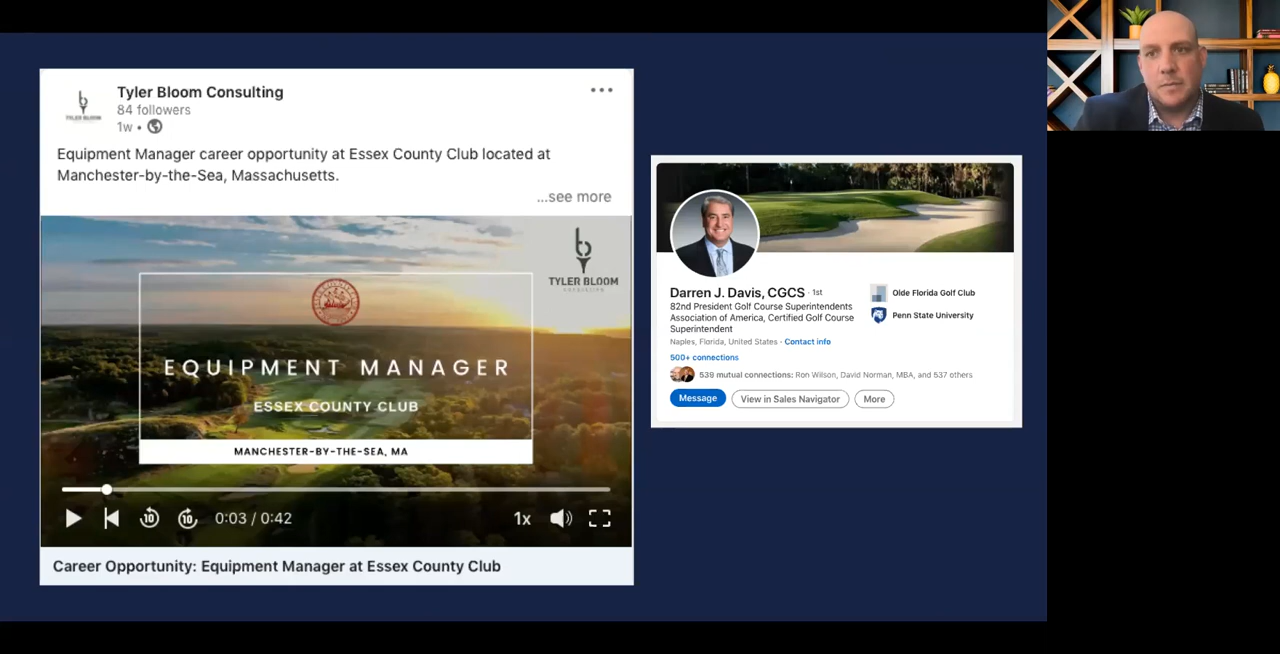 Tyler Bloom Consulting
84 followers
1w •
Equipment Manager career opportunity at Essex County Club located at
Manchester-by-the-Sea, Massachusetts.
...see more
TYLER BLOOM
EQUIPMENT MANAGER
ESSEX COUNTY CLUB
MANCHESTER-BY-THE-SEA, MA
10 10 0:03 / 0:42 1x
Career Opportunity: Equipment Manager at Essex County Club
Darren J. Davis, CGCS · 1st
82nd President Golf Course Superintendents
Association of America, Certified Golf Course
Superintendent
Naples, Florida, United States · Contact info
500+ connections
539 mutual connections: Ron Wilson, David Norman, MBA, and 537 others
Message View in Sales Navigator More
Olde Florida Golf Club
Penn State University